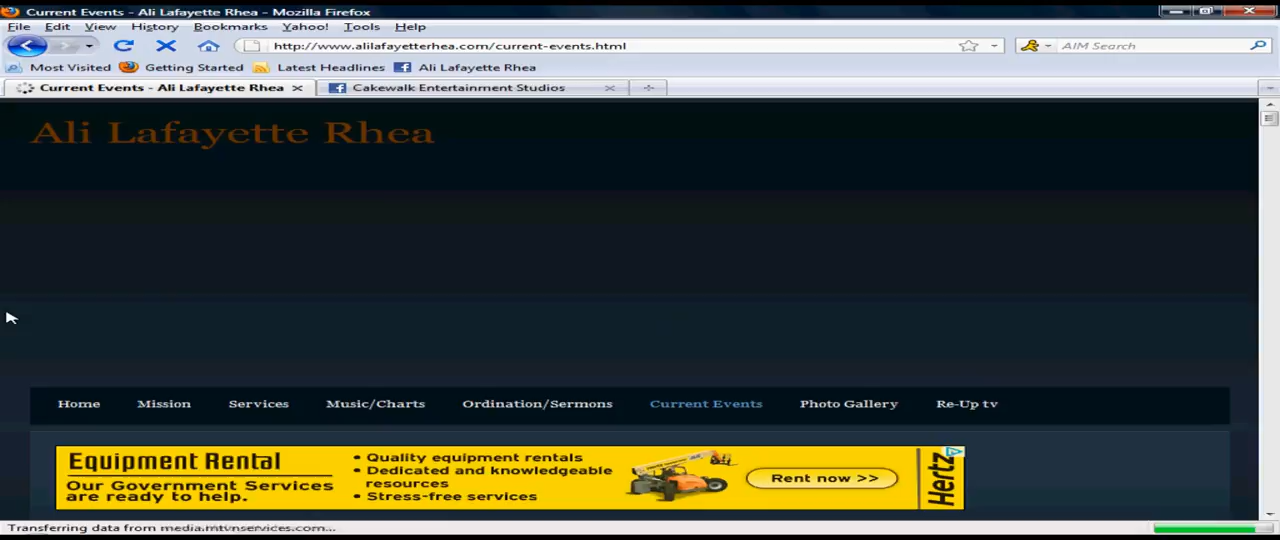 Current Events - Ali Lafayette Rhea - Mozilla Firefox
File Edit View History Bookmarks Yahoo! Tools Help
http://www.alilafayetterhea.com/current-events.html AIM Search
Most Visited Getting Started Latest Headlines Ali Lafayette Rhea
Current Events - Ali Lafayette Rhea Cakewalk Entertainment Studios
Ali Lafayette Rhea
Home Mission Services Music/Charts Ordination/Sermons Current Events Photo Gallery Re-Up tv
Equipment Rental
Our Government Services
are ready to help.
• Quality equipment rentals
• Dedicated and knowledgeable
resources
• Stress-free services
Rent now >>
Hertz
Transferring data from media.mtvnservices.com...